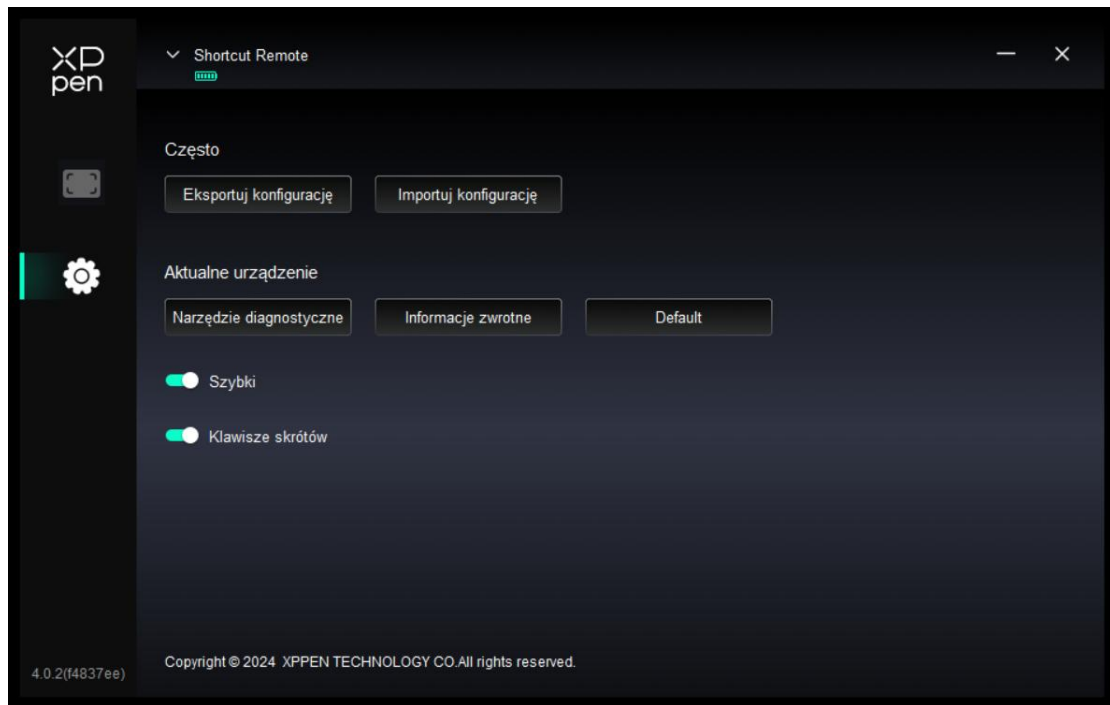 XP
pen
Shortcut Remote
Często
Eksportuj konfigurację
Importuj konfigurację
Aktualne urządzenie
Narzędzie diagnostyczne
Informacje zwrotne
Default
Szybki
Klawisze skrótów
Copyright © 2024 XPPEN TECHNOLOGY CO.All rights reserved.
4.0.2(f4837ee)